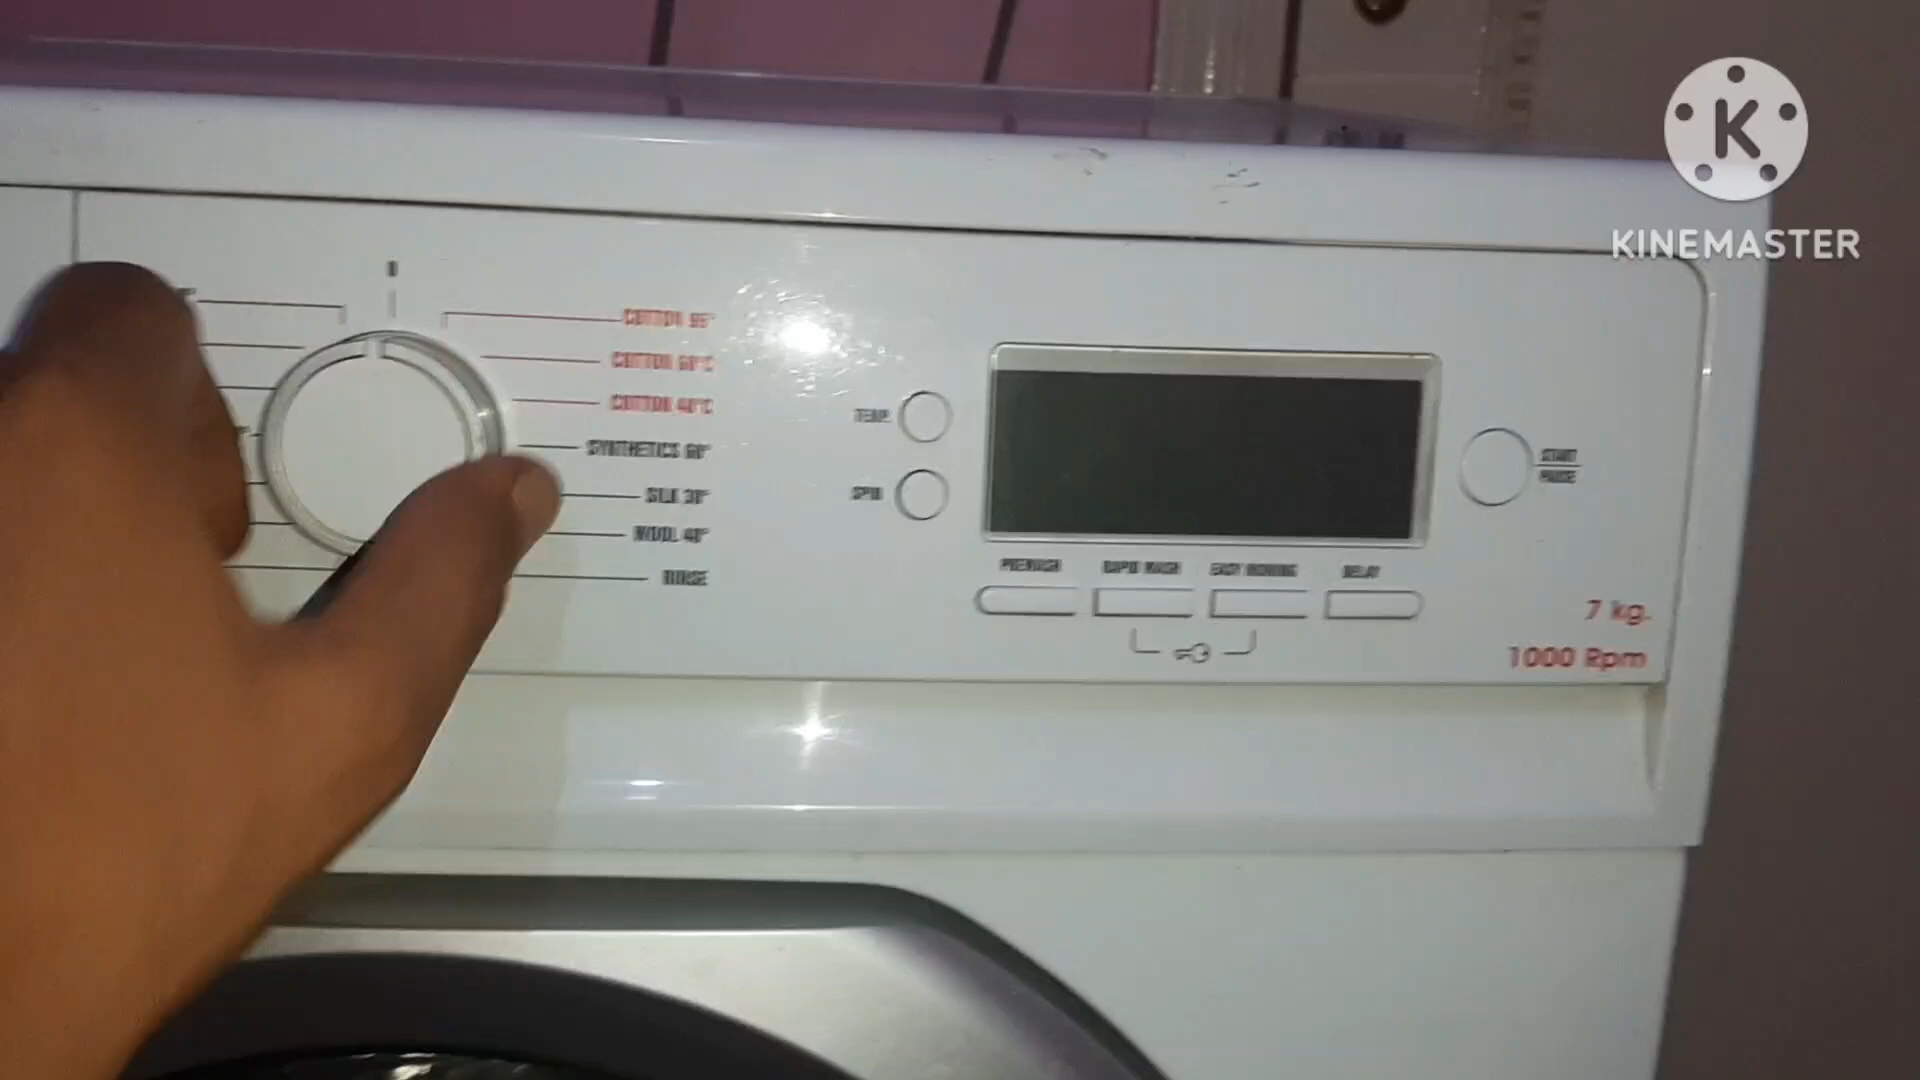 K
KINEMASTER
COTTON 95°
COTTON 60°C
COTTON 40°C
SYNTHETICS 60°
SILK 30°
WOOL 40°
RINSE
TEMP.
SPIN
START
PAUSE
PREWASH
RAPID WASH
EASY IRONING
DELAY
7 kg.
1000 Rpm